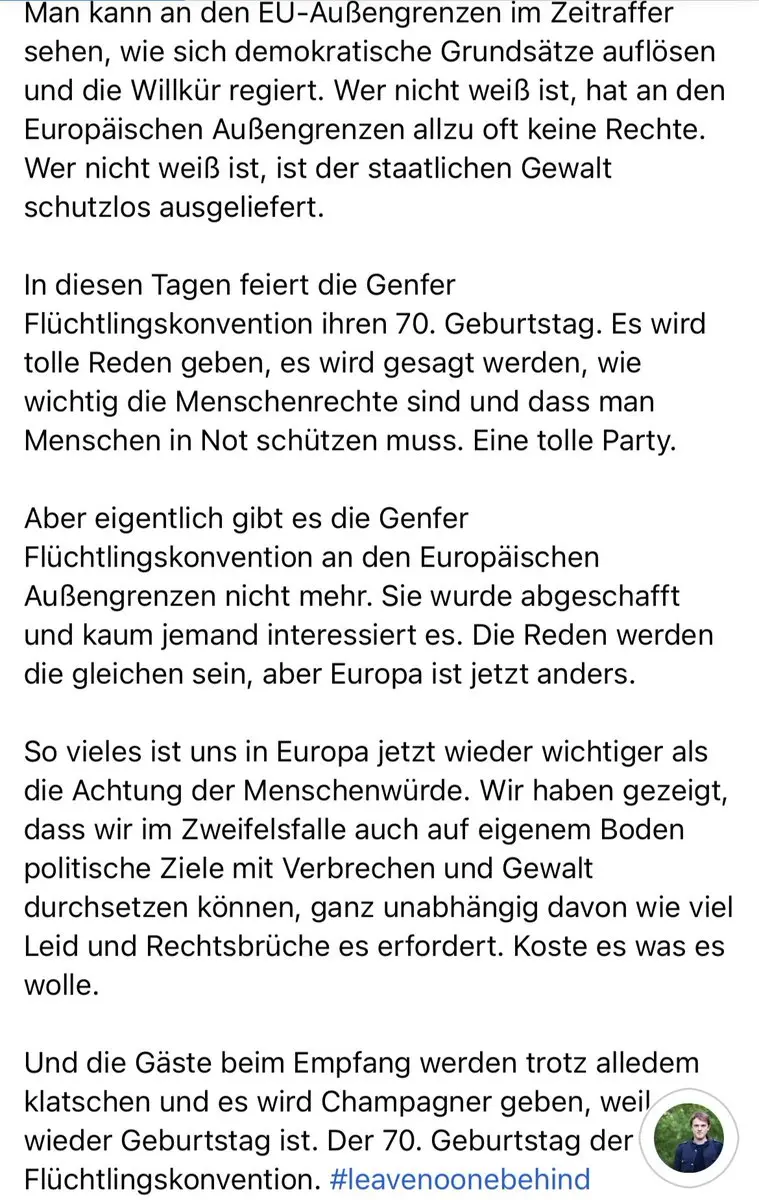 Man kann an den EU-Außengrenzen im Zeitraffer
sehen, wie sich demokratische Grundsätze auflösen
und die Willkür regiert. Wer nicht weiß ist, hat an den
Europäischen Außengrenzen allzu oft keine Rechte.
Wer nicht weiß ist, ist der staatlichen Gewalt
schutzlos ausgeliefert.
In diesen Tagen feiert die Genfer
Flüchtlingskonvention ihren 70. Geburtstag. Es wird
tolle Reden geben, es wird gesagt werden, wie
wichtig die Menschenrechte sind und dass man
Menschen in Not schützen muss. Eine tolle Party.
Aber eigentlich gibt es die Genfer
Flüchtlingskonvention an den Europäischen
Außengrenzen nicht mehr. Sie wurde abgeschafft
und kaum jemand interessiert es. Die Reden werden
die gleichen sein, aber Europa ist jetzt anders.
So vieles ist uns in Europa jetzt wieder wichtiger als
die Achtung der Menschenwürde. Wir haben gezeigt,
dass wir im Zweifelsfalle auch auf eigenem Boden
politische Ziele mit Verbrechen und Gewalt
durchsetzen können, ganz unabhängig davon wie viel
Leid und Rechtsbrüche es erfordert. Koste es was es
wolle.
Und die Gäste beim Empfang werden trotz alledem
klatschen und es wird Champagner geben, weil
wieder Geburtstag ist. Der 70. Geburtstag der
Flüchtlingskonvention. #leavenoonebehind